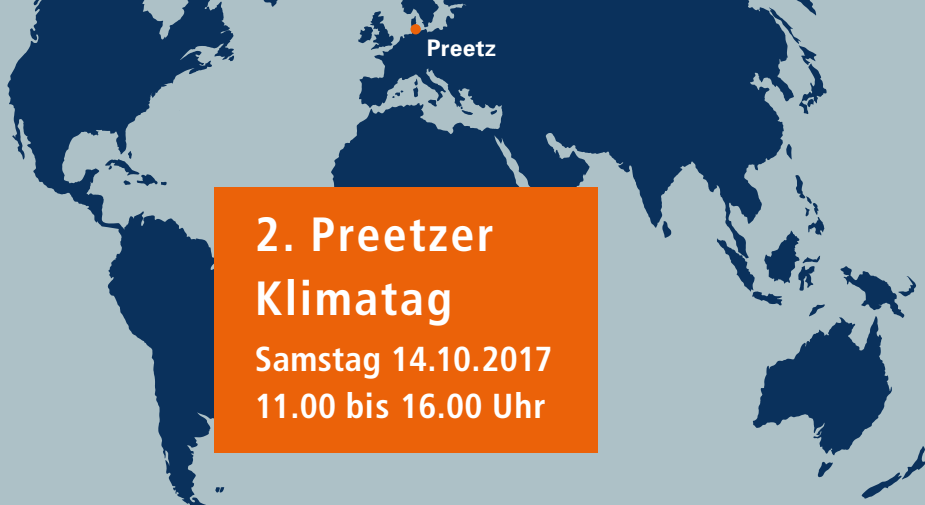 Preetz
2. Preetzer
Klimatag
Samstag 14.10.2017
11.00 bis 16.00 Uhr